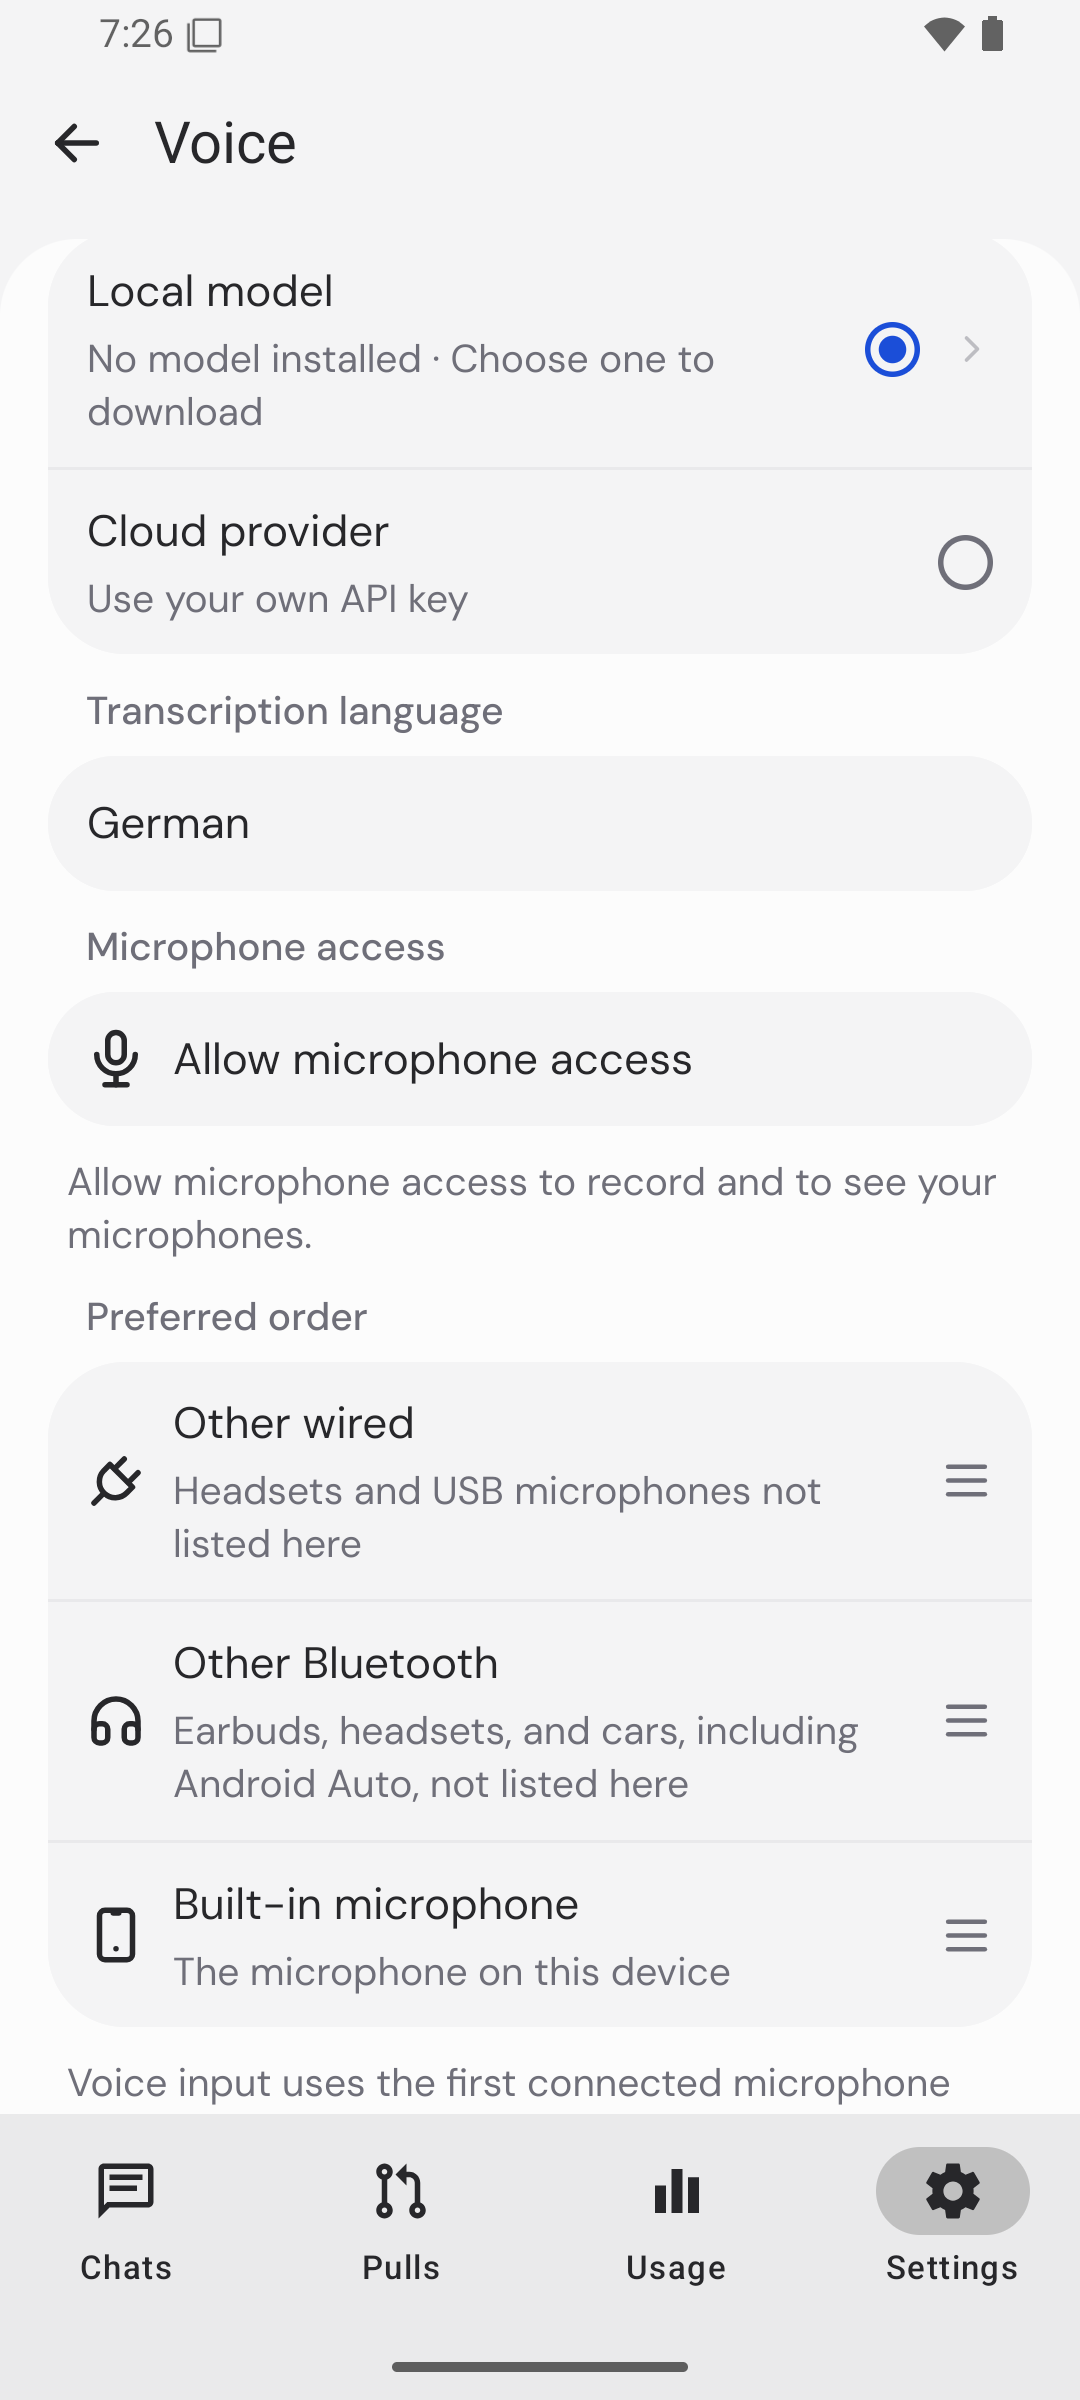 7:26
Voice
Local model
No model installed · Choose one to
download
Cloud provider
Use your own API key
Transcription language
German
Microphone access
Allow microphone access
Allow microphone access to record and to see your
microphones.
Preferred order
Other wired
Headsets and USB microphones not
listed here
Other Bluetooth
Earbuds, headsets, and cars, including
Android Auto, not listed here
Built-in microphone
The microphone on this device
Voice input uses the first connected microphone
Chats
Pulls
Usage
Settings